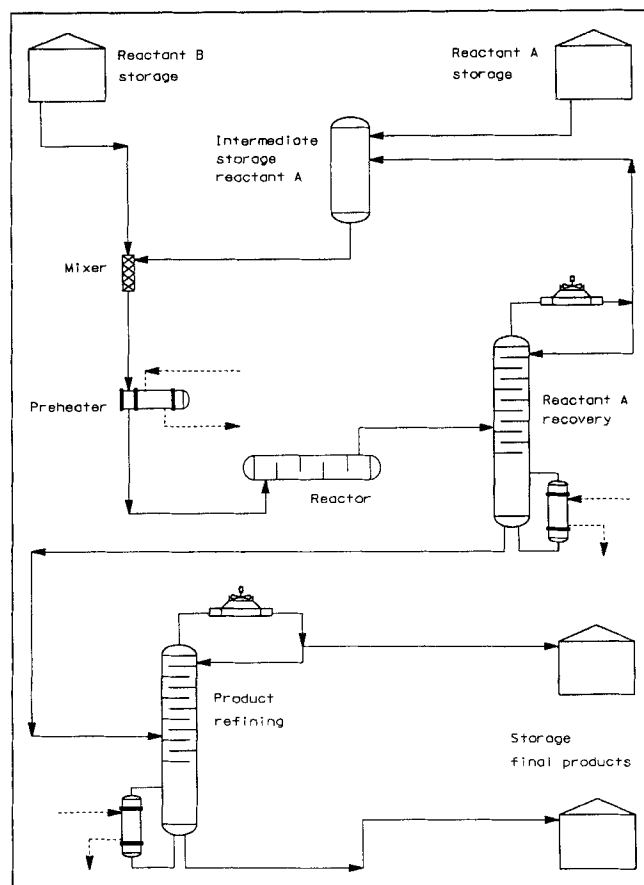 Reactant B
storage
Reactant A
storage
Intermediate
storage
reactant A
Mixer
Preheater
Reactor
Reactant A
recovery
Product
refining
Storage
final products